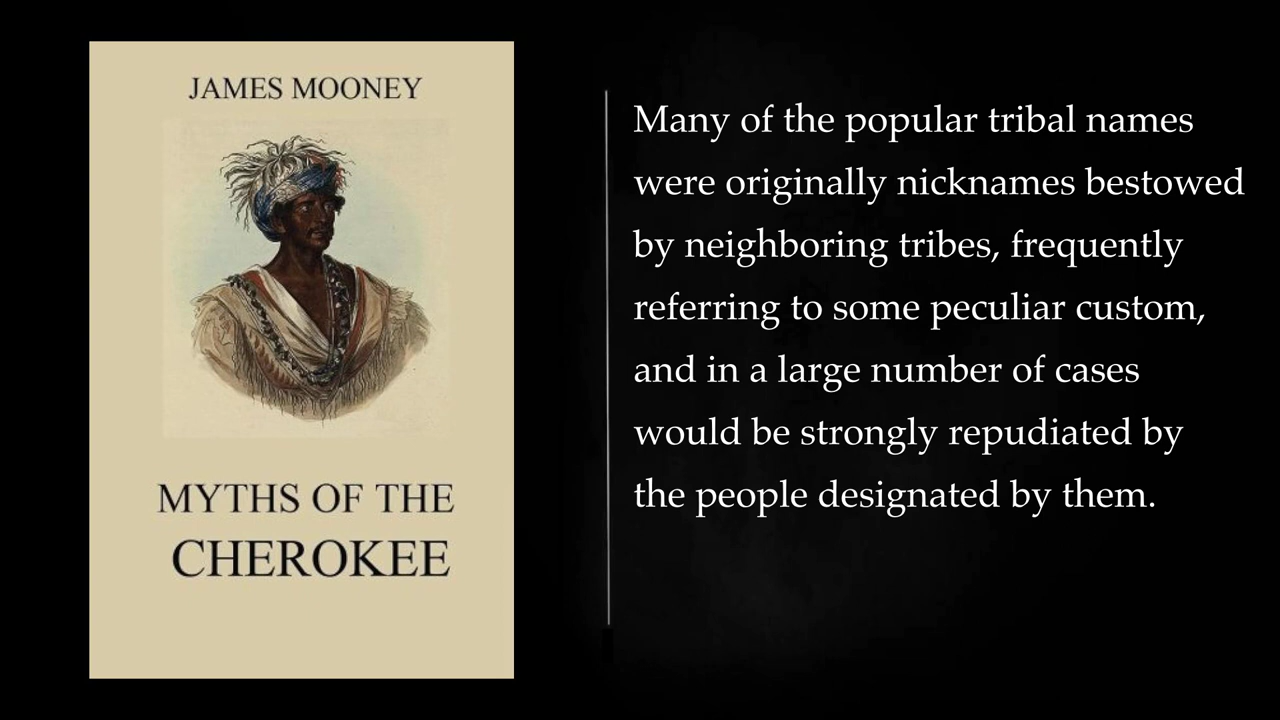 JAMES MOONEY
MYTHS OF THE
CHEROKEE
Many of the popular tribal names
were originally nicknames bestowed
by neighboring tribes, frequently
referring to some peculiar custom,
and in a large number of cases
would be strongly repudiated by
the people designated by them.